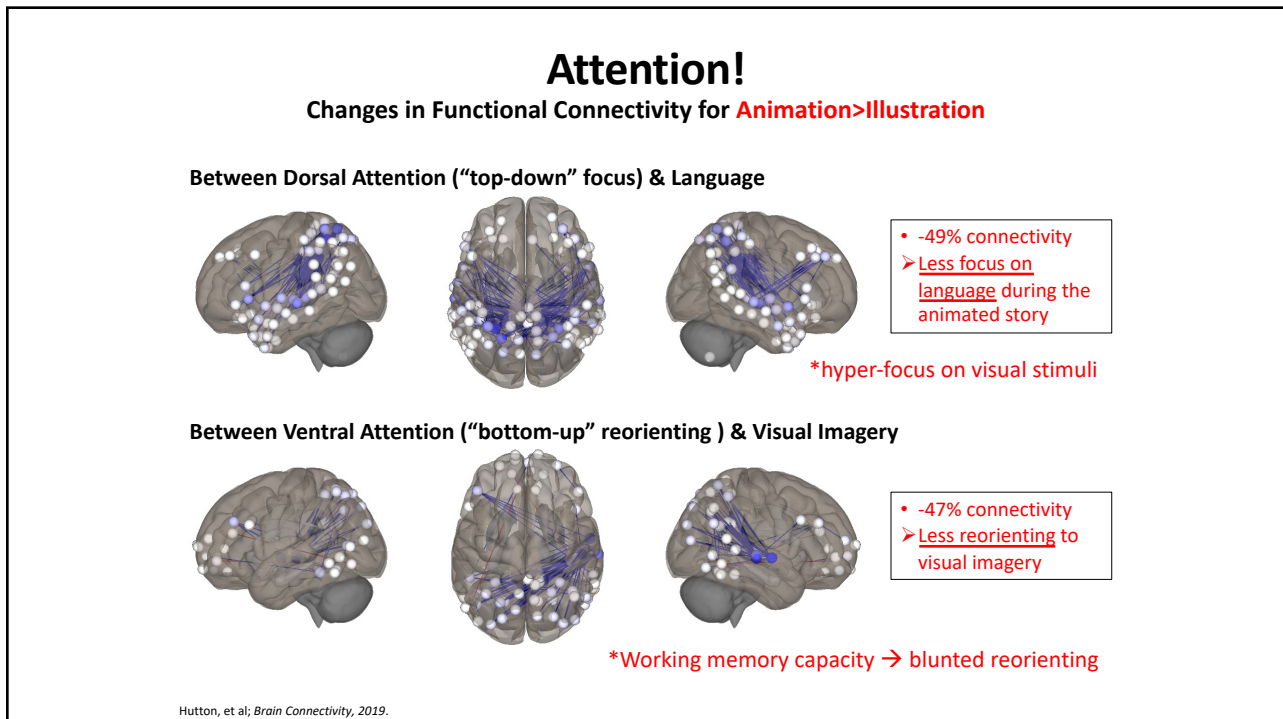 Attention!
Changes in Functional Connectivity for Animation>Illustration
Between Dorsal Attention (“top-down” focus) & Language
• -49% connectivity
➢ Less focus on
language during the
animated story
*hyper-focus on visual stimuli
Between Ventral Attention (“bottom-up” reorienting ) & Visual Imagery
• -47% connectivity
➢ Less reorienting to
visual imagery
*Working memory capacity → blunted reorienting
Hutton, et al; Brain Connectivity, 2019.